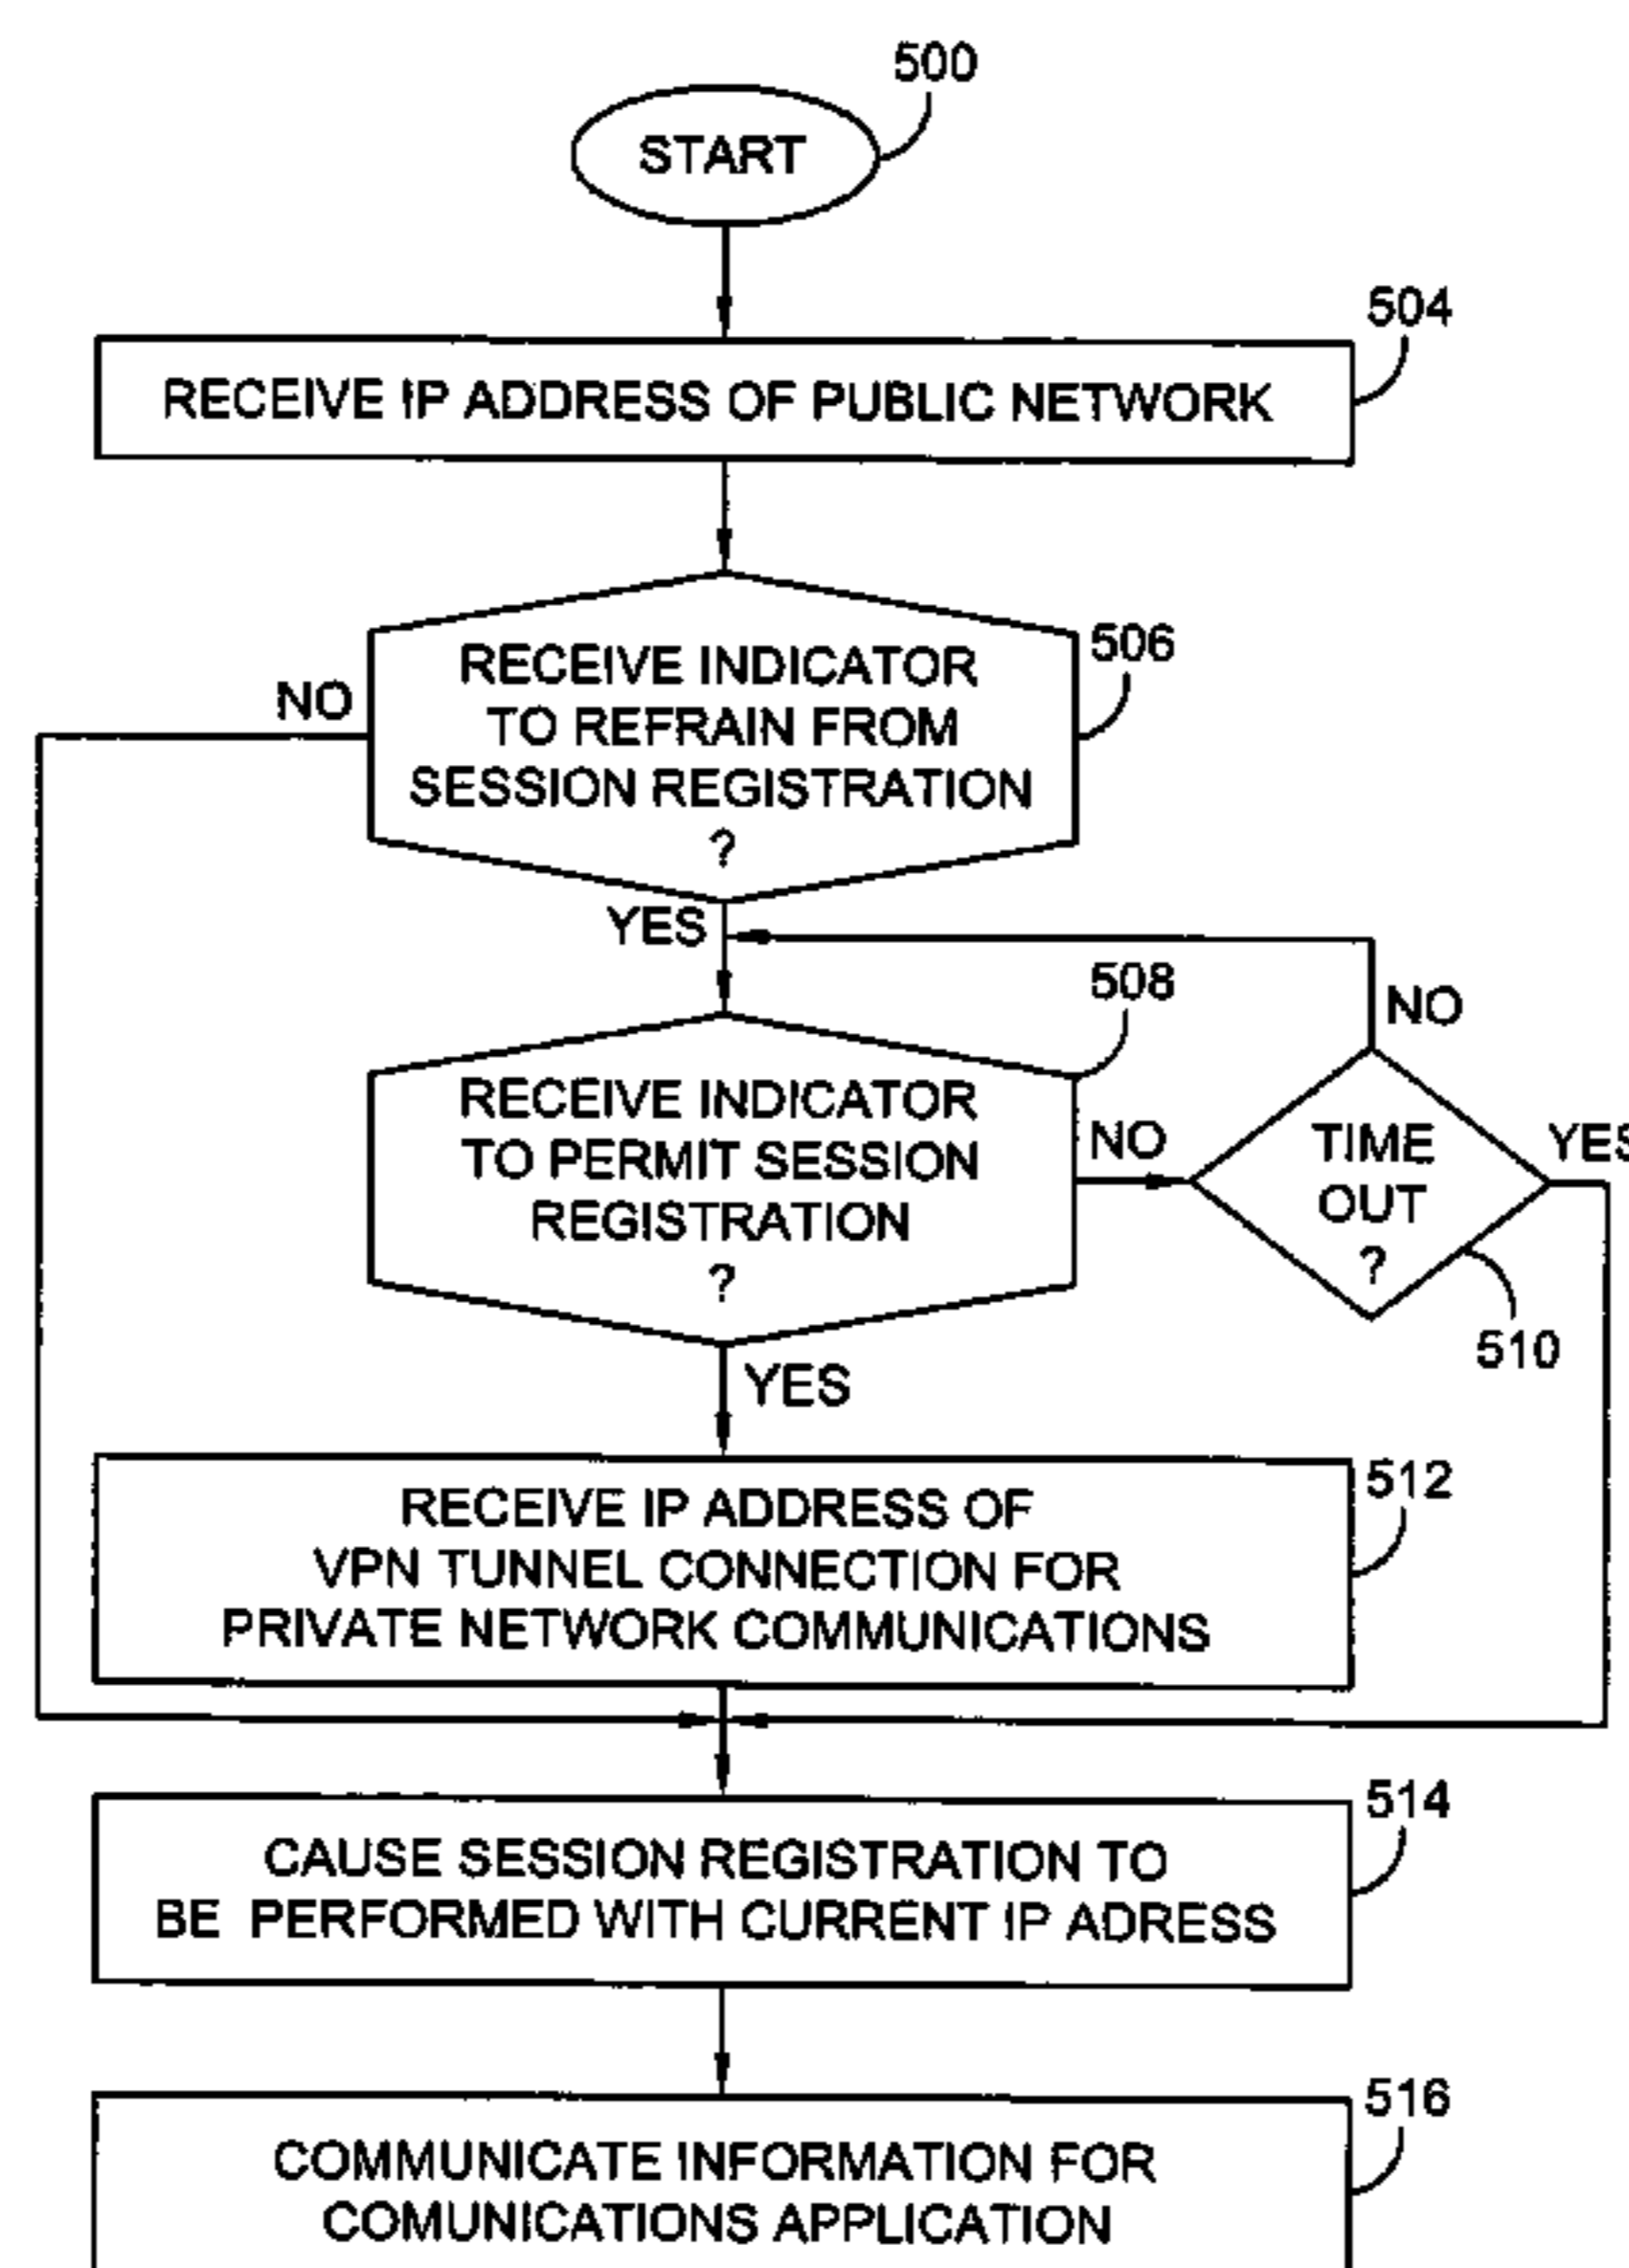 500
START
504
RECEIVE IP ADDRESS OF PUBLIC NETWORK
506
RECEIVE INDICATOR
TO REFRAIN FROM
SESSION REGISTRATION
?
NO
YES
508
RECEIVE INDICATOR
TO PERMIT SESSION
REGISTRATION
?
NO
NO
TIME
OUT
?
YES
510
YES
512
RECEIVE IP ADDRESS OF
VPN TUNNEL CONNECTION FOR
PRIVATE NETWORK COMMUNICATIONS
514
CAUSE SESSION REGISTRATION TO
BE PERFORMED WITH CURRENT IP ADRESS
516
COMMUNICATE INFORMATION FOR
COMUNICATIONS APPLICATION